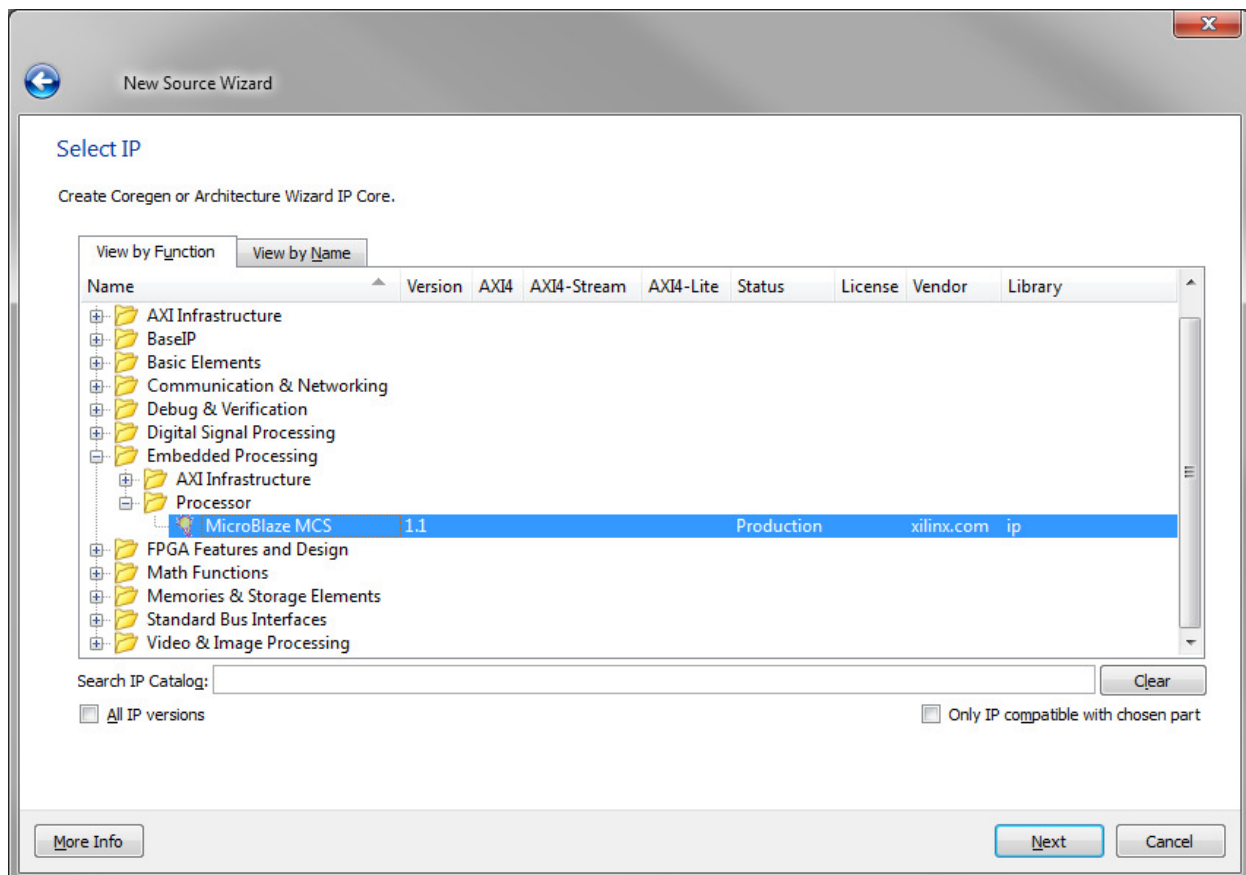 New Source Wizard
Select IP
Create Coregen or Architecture Wizard IP Core.
View by Function View by Name
Name Version AXI4 AXI4-Stream AXI4-Lite Status License Vendor Library
AXI Infrastructure
BaseIP
Basic Elements
Communication & Networking
Debug & Verification
Digital Signal Processing
Embedded Processing
AXI Infrastructure
Processor
MicroBlaze MCS 1.1 Production xilinx.com ip
FPGA Features and Design
Math Functions
Memories & Storage Elements
Standard Bus Interfaces
Video & Image Processing
Search IP Catalog: Clear
All IP versions Only IP compatible with chosen part
More Info Next Cancel